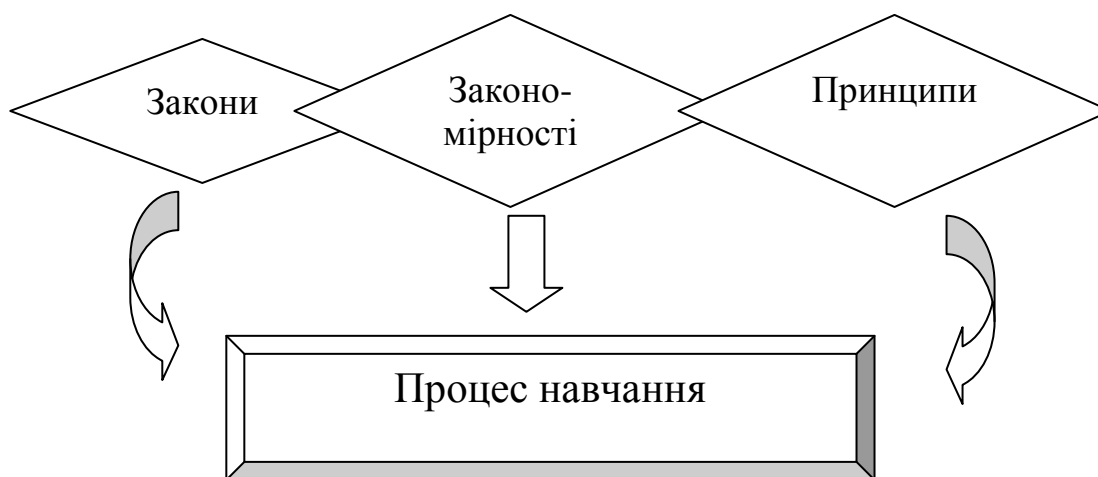 Закони
Законо-
мірності
Принципи
Процес навчання